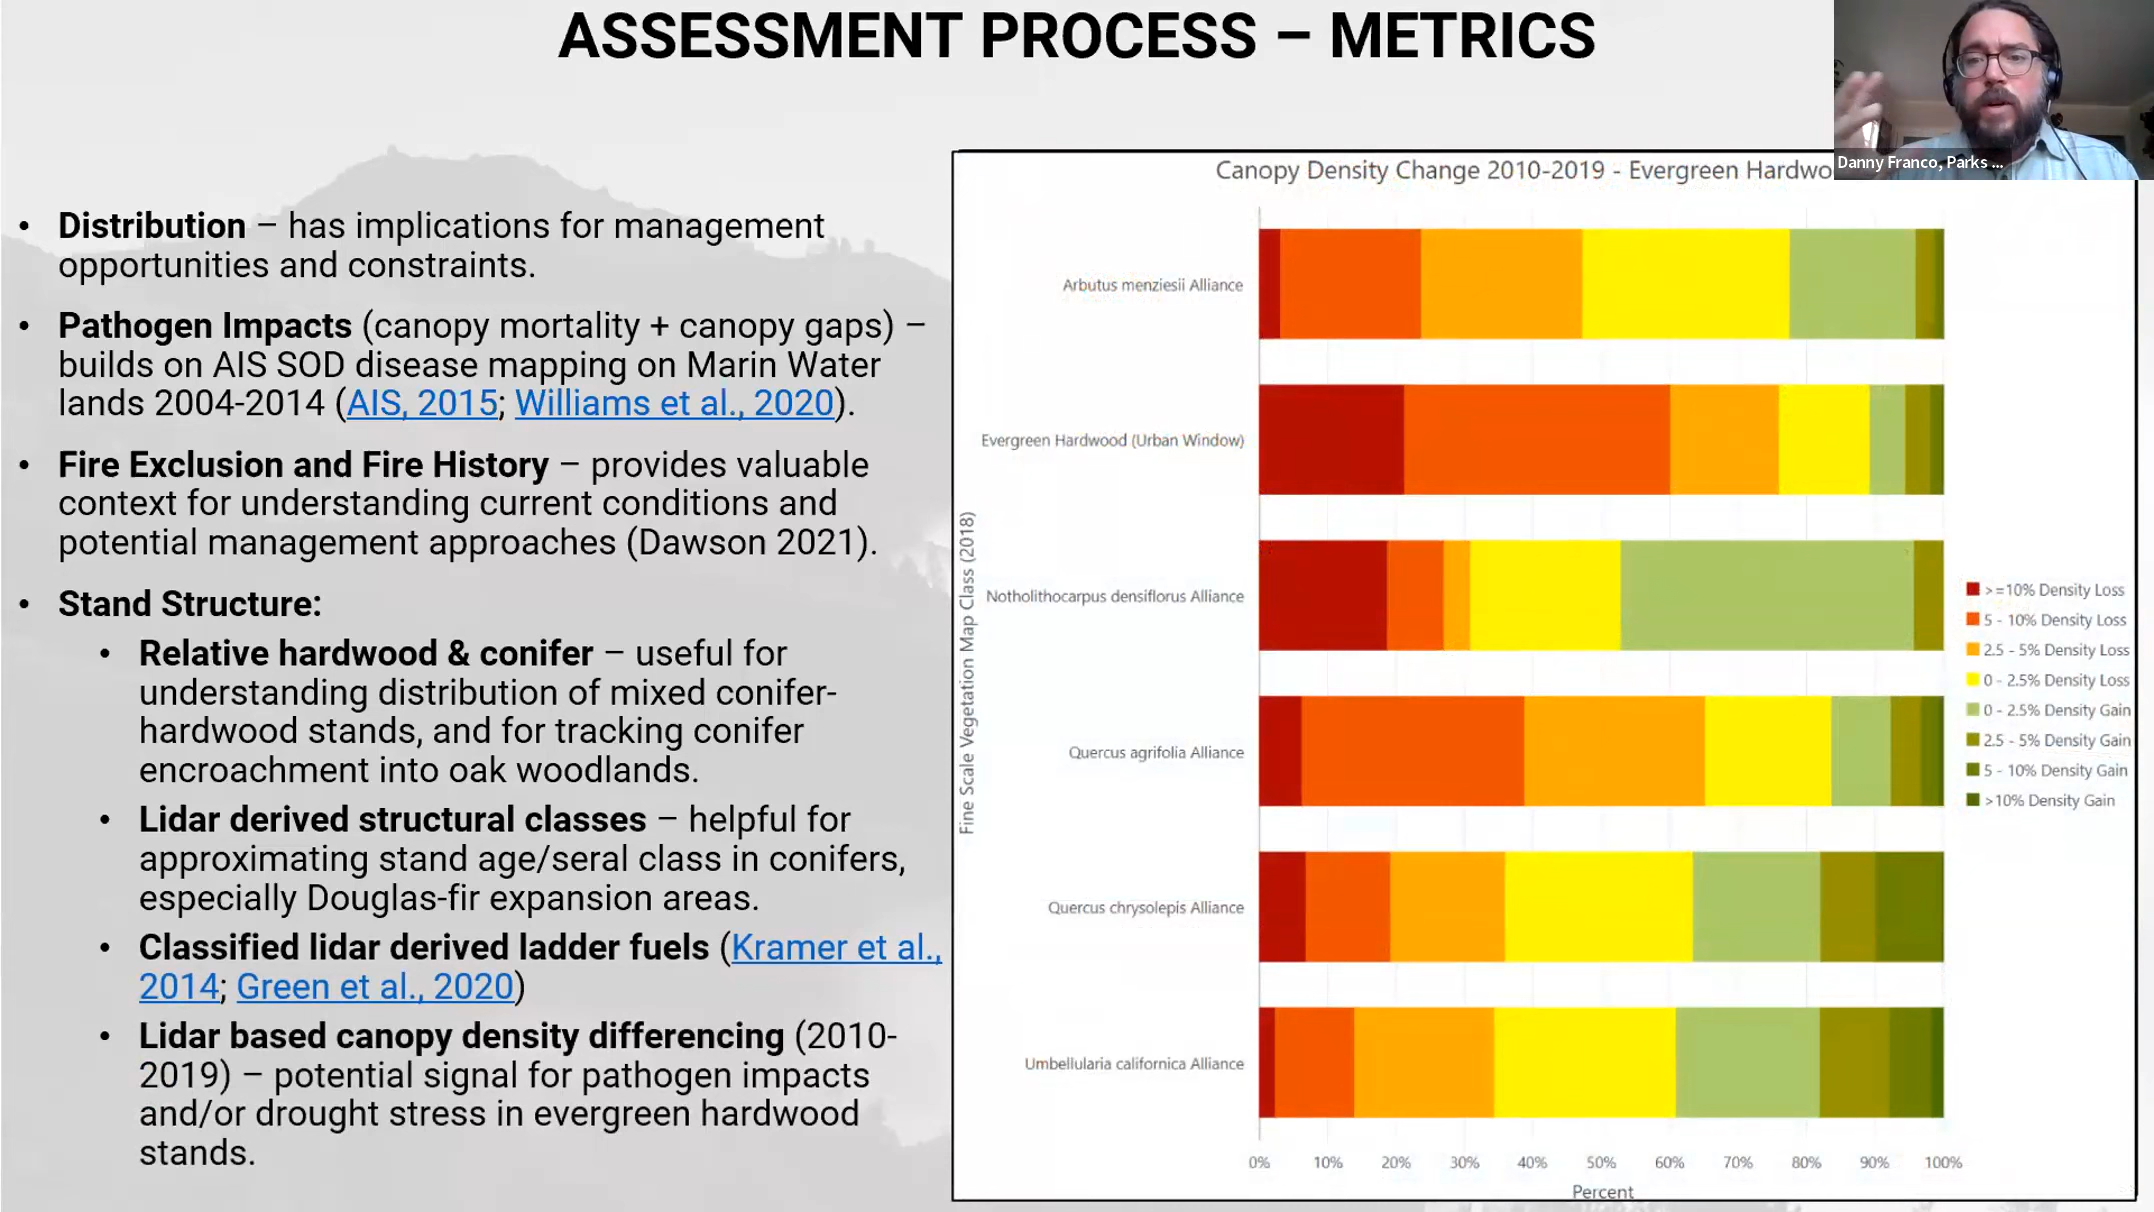 ASSESSMENT PROCESS – METRICS
Danny Franco, Parks ...
• Distribution – has implications for management
opportunities and constraints.
• Pathogen Impacts (canopy mortality + canopy gaps) –
builds on AIS SOD disease mapping on Marin Water
lands 2004-2014 (AIS, 2015; Williams et al., 2020).
• Fire Exclusion and Fire History – provides valuable
context for understanding current conditions and
potential management approaches (Dawson 2021).
• Stand Structure:
• Relative hardwood & conifer – useful for
understanding distribution of mixed conifer-
hardwood stands, and for tracking conifer
encroachment into oak woodlands.
• Lidar derived structural classes – helpful for
approximating stand age/seral class in conifers,
especially Douglas-fir expansion areas.
• Classified lidar derived ladder fuels (Kramer et al.,
2014; Green et al., 2020)
• Lidar based canopy density differencing (2010-
2019) – potential signal for pathogen impacts
and/or drought stress in evergreen hardwood
stands.
Canopy Density Change 2010-2019 - Evergreen Hardwo
Fine Scale Vegetation Map Class (2018)
Arbutus menziesii Alliance
Evergreen Hardwood (Urban Window)
Notholithocarpus densiflorus Alliance
Quercus agrifolia Alliance
Quercus chrysolepis Alliance
Umbellularia californica Alliance
0% 10% 20% 30% 40% 50% 60% 70% 80% 90% 100%
Percent
>=10% Density Loss
5 - 10% Density Loss
2.5 - 5% Density Loss
0 - 2.5% Density Loss
0 - 2.5% Density Gain
2.5 - 5% Density Gain
5 - 10% Density Gain
>10% Density Gain